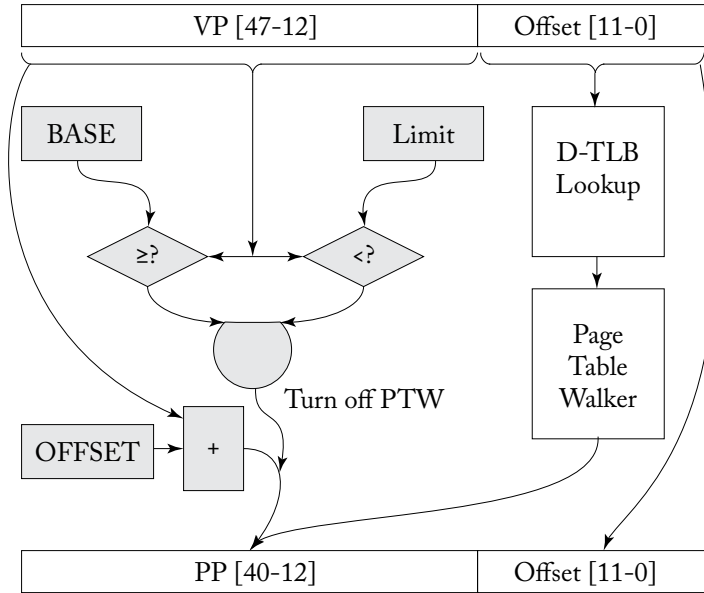 VP [47-12]
Offset [11-0]
BASE
Limit
D-TLB
Lookup
≥?
<?
Page
Table
Walker
Turn off PTW
OFFSET
+
PP [40-12]
Offset [11-0]